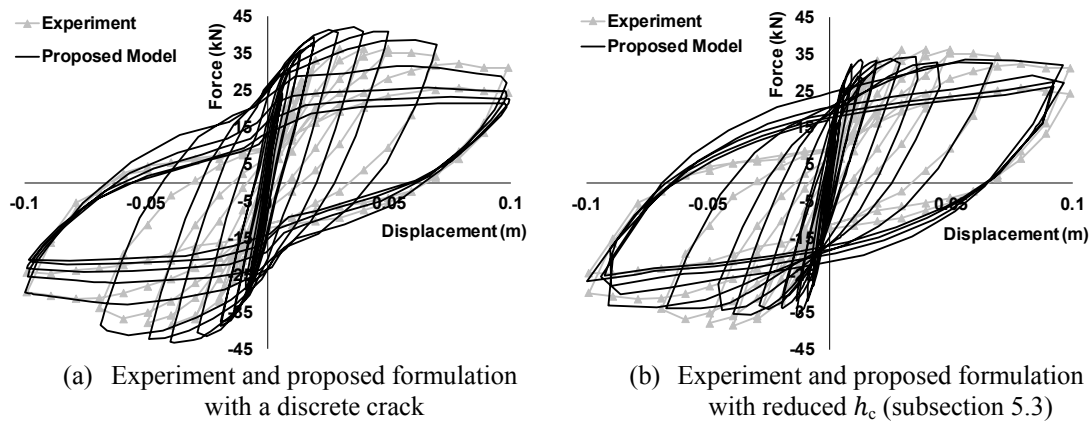 Experiment
Proposed Model
Force (kN)
45
35
25
15
5
-5
-15
-25
-35
-45
-0.1
-0.05
0.05
0.1
Displacement (m)
(a) Experiment and proposed formulation
with a discrete crack
Experiment
Proposed Model
Force (kN)
45
35
25
15
5
-5
-15
-25
-35
-45
-0.1
-0.05
0.05
0.1
Displacement (m)
(b) Experiment and proposed formulation
with reduced h_c (subsection 5.3)